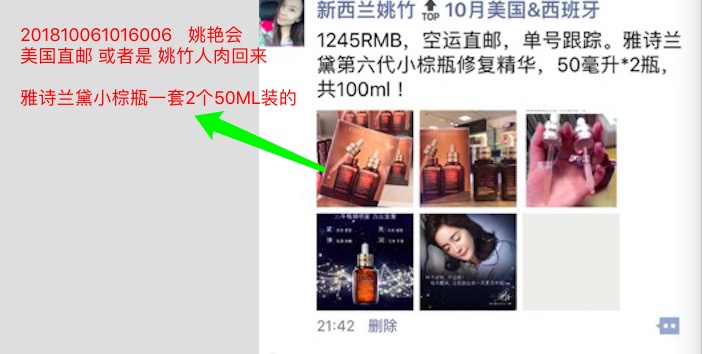 201810061016006 姚艳会
美国直邮 或者是 姚竹人肉回来
雅诗兰黛小棕瓶一套2个50ML装的
新西兰姚竹 TOP 10月美国&西班牙
1245RMB，空运直邮，单号跟踪。雅诗兰
黛第六代小棕瓶修复精华，50毫升*2瓶，
共100ml！
21:42 删除